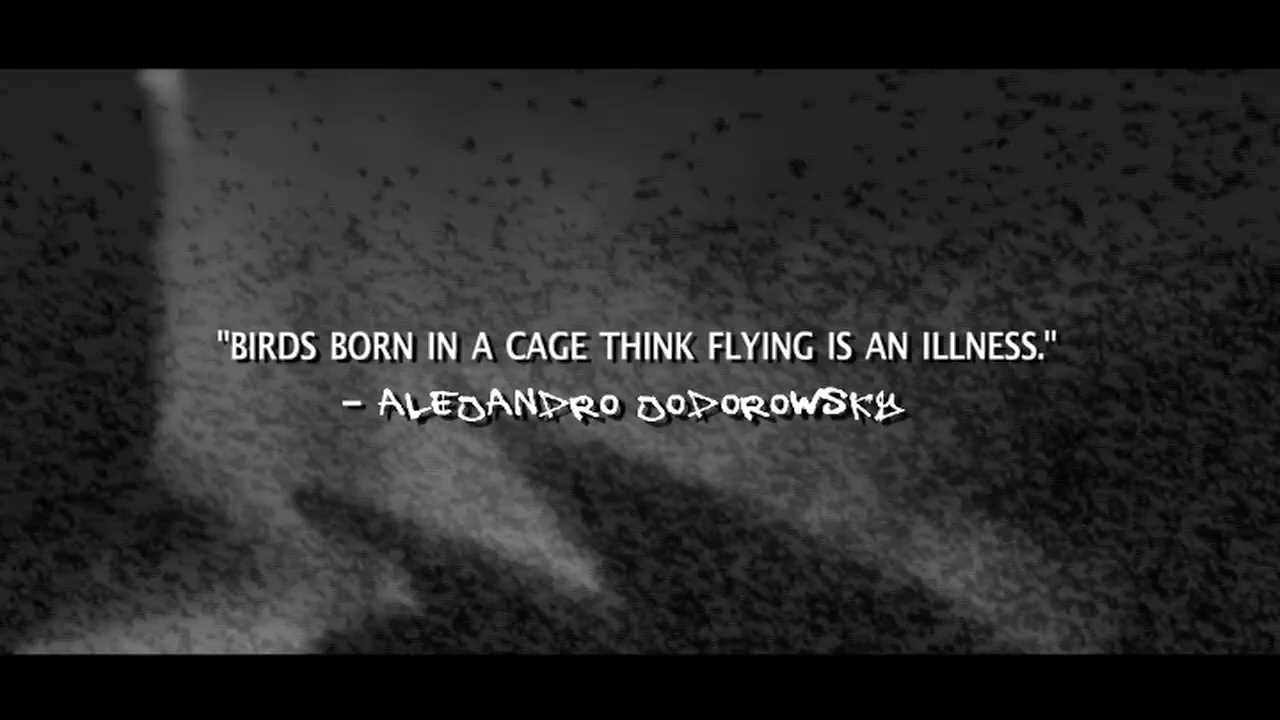 "BIRDS BORN IN A CAGE THINK FLYING IS AN ILLNESS."
– ALEJANDRO JODOROWSKY